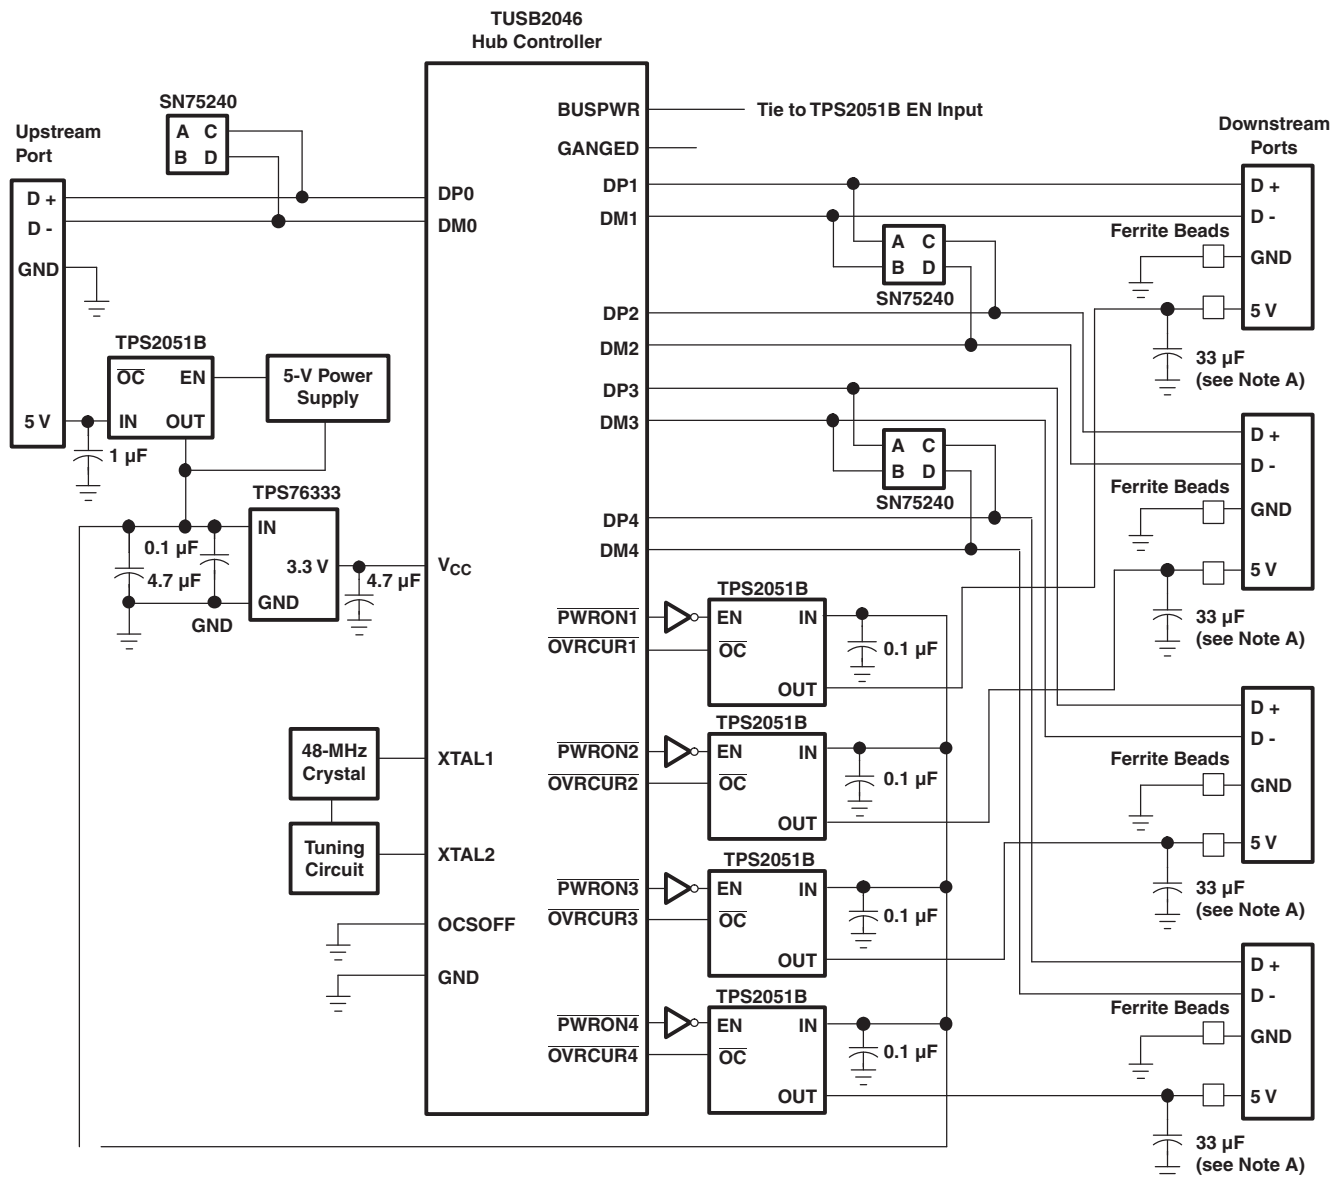 TUSB2046
Hub Controller
SN75240
A C
B D
Upstream
Port
D +
D -
GND
5 V
TPS2051B
OC EN
IN OUT
5-V Power
Supply
1 µF
TPS76333
IN
3.3 V
GND
0.1 µF
4.7 µF
GND
4.7 µF
48-MHz
Crystal
Tuning
Circuit
DP0
DM0
VCC
XTAL1
XTAL2
OCSOFF
GND
BUSPWR
Tie to TPS2051B EN Input
GANGED
DP1
DM1
A C
B D
SN75240
DP2
DM2
DP3
DM3
A C
B D
SN75240
DP4
DM4
PWRON1
OVRCUR1
TPS2051B
EN IN
OC
OUT
0.1 µF
PWRON2
OVRCUR2
TPS2051B
EN IN
OC
OUT
0.1 µF
PWRON3
OVRCUR3
TPS2051B
EN IN
OC
OUT
0.1 µF
PWRON4
OVRCUR4
TPS2051B
EN IN
OC
OUT
0.1 µF
Downstream
Ports
D +
D -
Ferrite Beads
GND
5 V
33 µF
(see Note A)
D +
D -
Ferrite Beads
GND
5 V
33 µF
(see Note A)
D +
D -
Ferrite Beads
GND
5 V
33 µF
(see Note A)
D +
D -
Ferrite Beads
GND
5 V
33 µF
(see Note A)